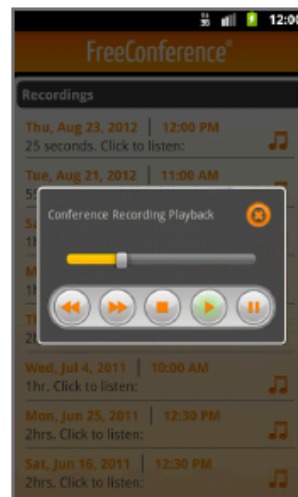 3G 12:00
FreeConference®
Recordings
Thu, Aug 23, 2012 | 12:00 PM
25 seconds. Click to listen:
Tue, Aug 21, 2012 | 11:00 AM
Conference Recording Playback
Wed, Jul 4, 2011 | 10:00 AM
1hr. Click to listen:
Mon, Jun 25, 2011 | 12:30 PM
2hrs. Click to listen:
Sat, Jun 16, 2011 | 12:30 PM
2hrs. Click to listen: